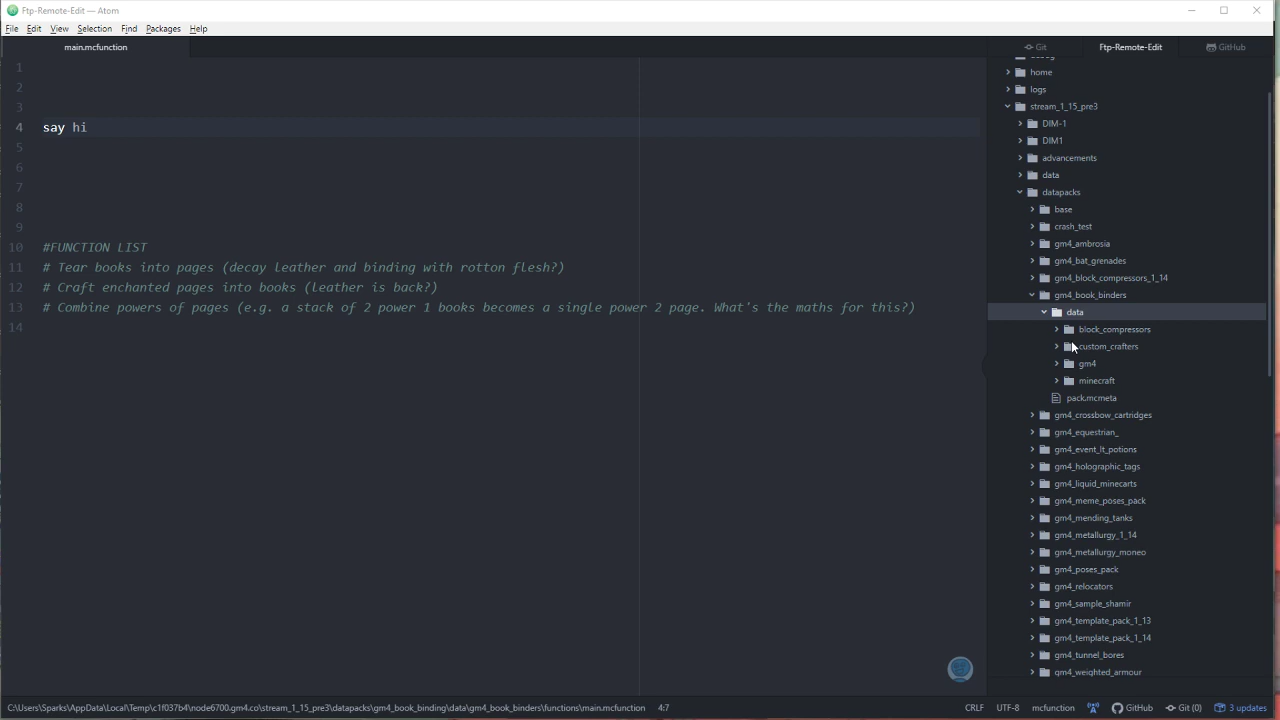 Ftp-Remote-Edit — Atom
File Edit View Selection Find Packages Help
main.mcfunction
Git
Ftp-Remote-Edit
GitHub
1
2
3
4 say hi
5
6
7
8
9
10 #FUNCTION LIST
11 # Tear books into pages (decay leather and binding with rotton flesh?)
12 # Craft enchanted pages into books (leather is back?)
13 # Combine powers of pages (e.g. a stack of 2 power 1 books becomes a single power 2 page. What's the maths for this?)
14
debug
home
logs
stream_1_15_pre3
DIM-1
DIM1
advancements
data
datapacks
base
crash_test
gm4_ambrosia
gm4_bat_grenades
gm4_block_compressors_1_14
gm4_book_binders
data
block_compressors
custom_crafters
gm4
minecraft
pack.mcmeta
gm4_crossbow_cartridges
gm4_equestrian_
gm4_event_lt_potions
gm4_holographic_tags
gm4_liquid_minecarts
gm4_meme_poses_pack
gm4_mending_tanks
gm4_metallurgy_1_14
gm4_metallurgy_moneo
gm4_poses_pack
gm4_relocators
gm4_sample_shamir
gm4_template_pack_1_13
gm4_template_pack_1_14
gm4_tunnel_bores
gm4_weighted_armour
C:\Users\Sparks\AppData\Local\Temp\c1f037b4\node6700.gm4.co\stream_1_15_pre3\datapacks\gm4_book_binding\data\gm4_book_binders\functions\main.mcfunction 4:7
CRLF UTF-8 mcfunction GitHub Git (0) 3 updates